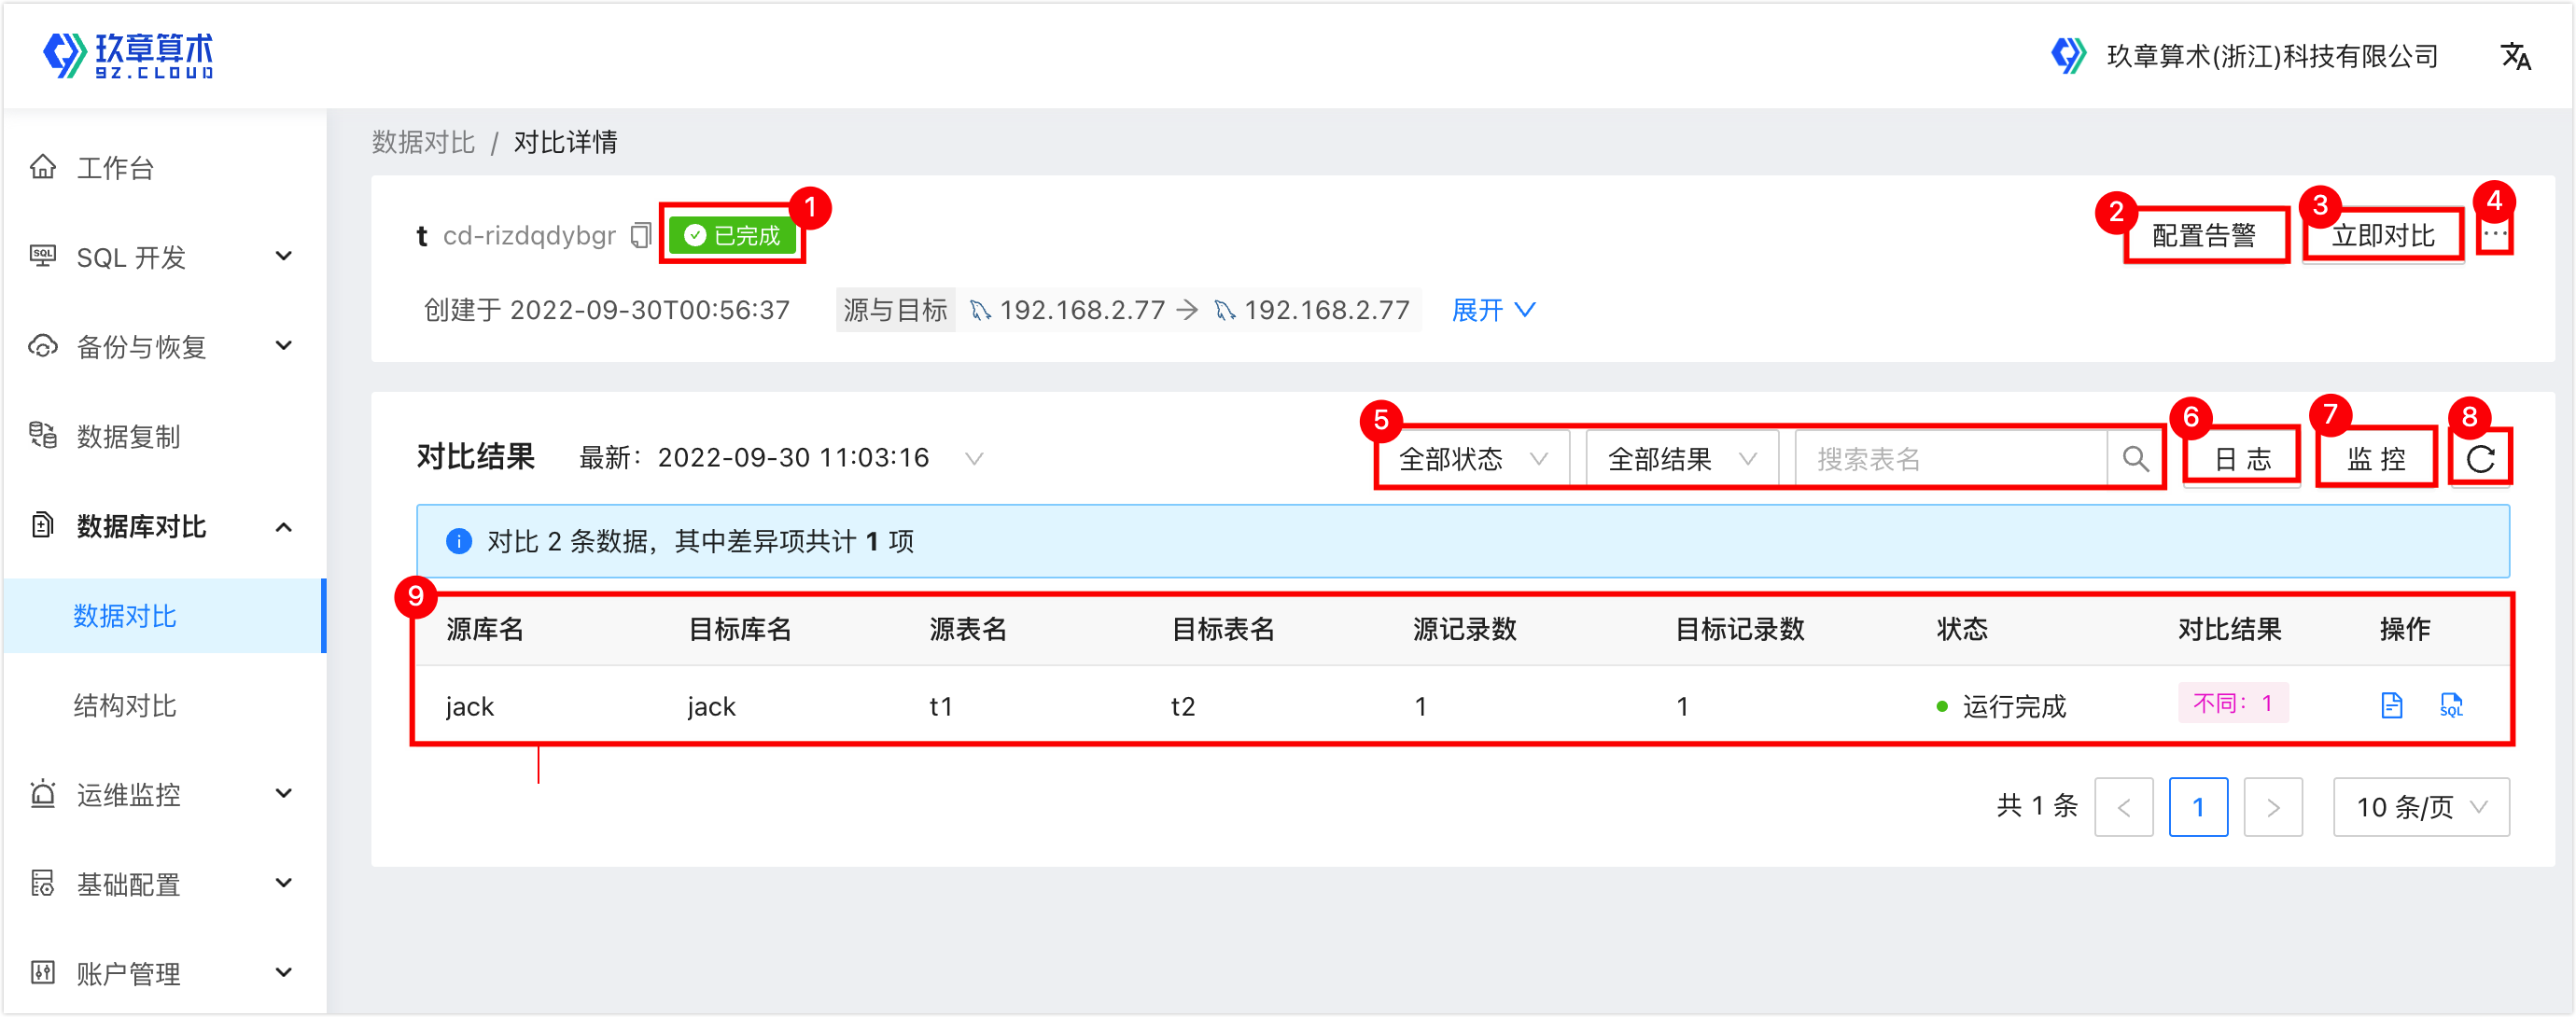 玖章算术
9Z.CLOUD
玖章算术(浙江)科技有限公司
文A
工作台
SQL 开发
备份与恢复
数据复制
数据库对比
数据对比
结构对比
运维监控
基础配置
账户管理
数据对比 / 对比详情
t cd-rizdqdybgr 已完成 1
2 配置告警 3 立即对比 4 ...
创建于 2022-09-30T00:56:37 源与目标 192.168.2.77 → 192.168.2.77 展开
对比结果 最新: 2022-09-30 11:03:16
5 全部状态 全部结果 搜索表名 6 日志 7 监控 8
对比 2 条数据，其中差异项共计 1 项
9
源库名 目标库名 源表名 目标表名 源记录数 目标记录数 状态 对比结果 操作
jack jack t1 t2 1 1 运行完成 不同: 1 SQL
共 1 条 < 1 > 10 条/页